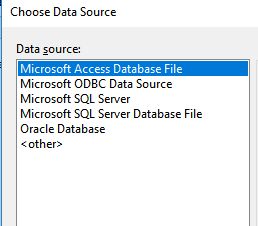 Choose Data Source
Data source:
Microsoft Access Database File
Microsoft ODBC Data Source
Microsoft SQL Server
Microsoft SQL Server Database File
Oracle Database
<other>